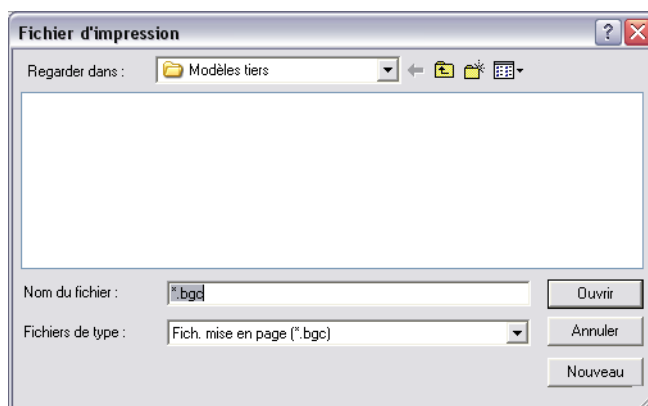 Fichier d'impression
Regarder dans :
Modèles tiers
Nom du fichier :
*.bgc
Ouvrir
Fichiers de type :
Fich. mise en page (*.bgc)
Annuler
Nouveau